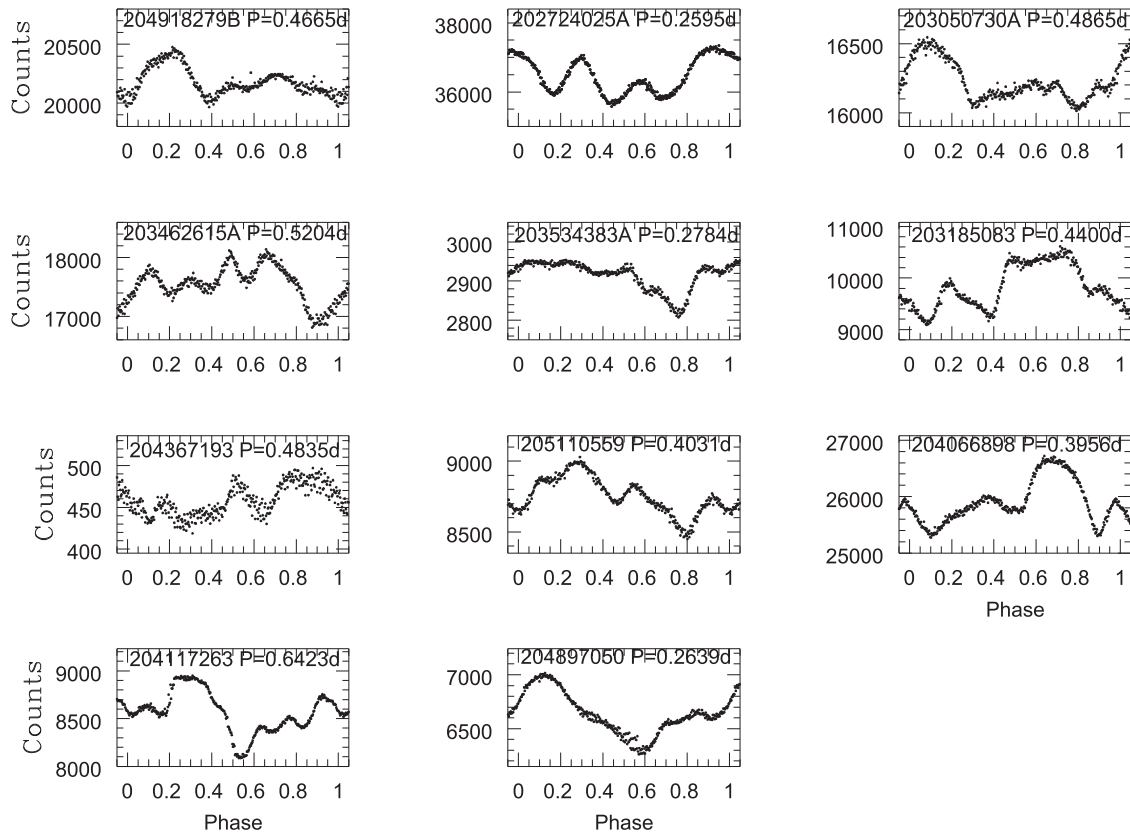 204918279B P=0.4665d
202724025A P=0.2595d
203050730A P=0.4865d
Counts
20500
20000
38000
36000
16500
16000
0 0.2 0.4 0.6 0.8 1
0 0.2 0.4 0.6 0.8 1
0 0.2 0.4 0.6 0.8 1
203462615A P=0.5204d
203534383A P=0.2784d
203185083 P=0.4400d
Counts
18000
17000
3000
2900
2800
11000
10000
9000
0 0.2 0.4 0.6 0.8 1
0 0.2 0.4 0.6 0.8 1
0 0.2 0.4 0.6 0.8 1
204367193 P=0.4835d
205110559 P=0.4031d
204066898 P=0.3956d
Counts
500
450
400
9000
8500
27000
26000
25000
0 0.2 0.4 0.6 0.8 1
0 0.2 0.4 0.6 0.8 1
0 0.2 0.4 0.6 0.8 1
Phase
204117263 P=0.6423d
204897050 P=0.2639d
Counts
9000
8500
8000
7000
6500
0 0.2 0.4 0.6 0.8 1
0 0.2 0.4 0.6 0.8 1
Phase
Phase